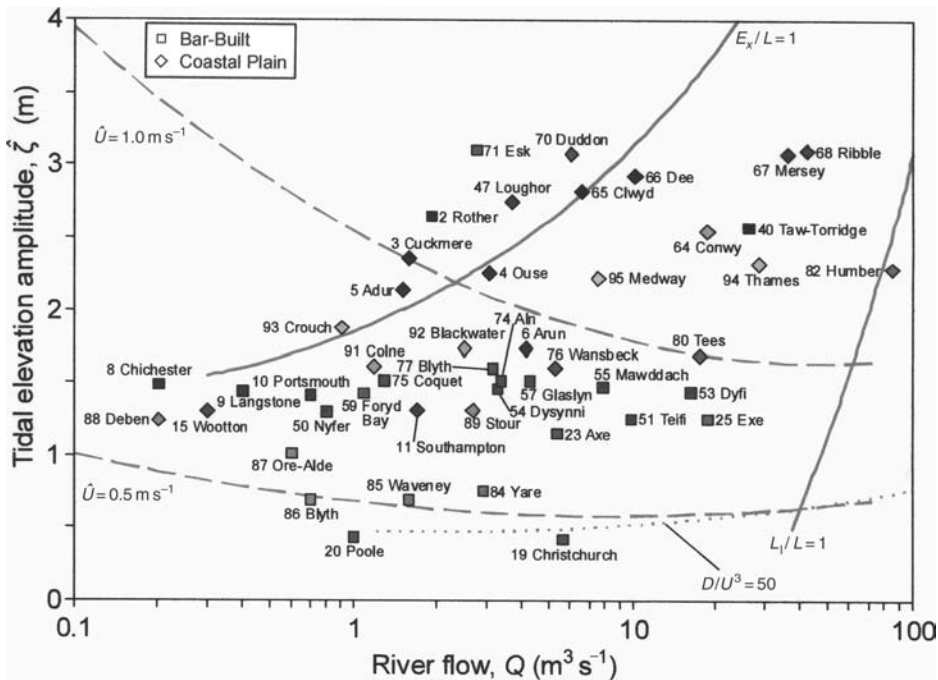 4
3
2
1
0
Tidal elevation amplitude, ζ̂ (m)
Bar-Built
Coastal Plain
Eₓ/L=1
Û=1.0 m s⁻¹
70 Duddon
71 Esk
68 Ribble
67 Mersey
66 Dee
65 Clwyd
47 Loughor
2 Rother
40 Taw-Torridge
64 Conwy
3 Cuckmere
4 Ouse
95 Medway
94 Thames
82 Humber
5 Adur
74 Aln
93 Crouch
92 Blackwater
6 Arun
80 Tees
91 Colne
77 Blyth
76 Wansbeck
8 Chichester
10 Portsmouth
75 Coquet
55 Mawddach
57 Glaslyn
53 Dyfi
9 Langstone
59 Foryd
Bay
54 Dysynni
88 Deben
15 Wootton
50 Nyfer
89 Stour
51 Teifi
25 Exe
23 Axe
11 Southampton
87 Ore-Alde
Û=0.5 m s⁻¹
85 Waveney
84 Yare
86 Blyth
20 Poole
19 Christchurch
Lᵢ/L=1
D/U³=50
0.1
1
10
100
River flow, Q (m³ s⁻¹)